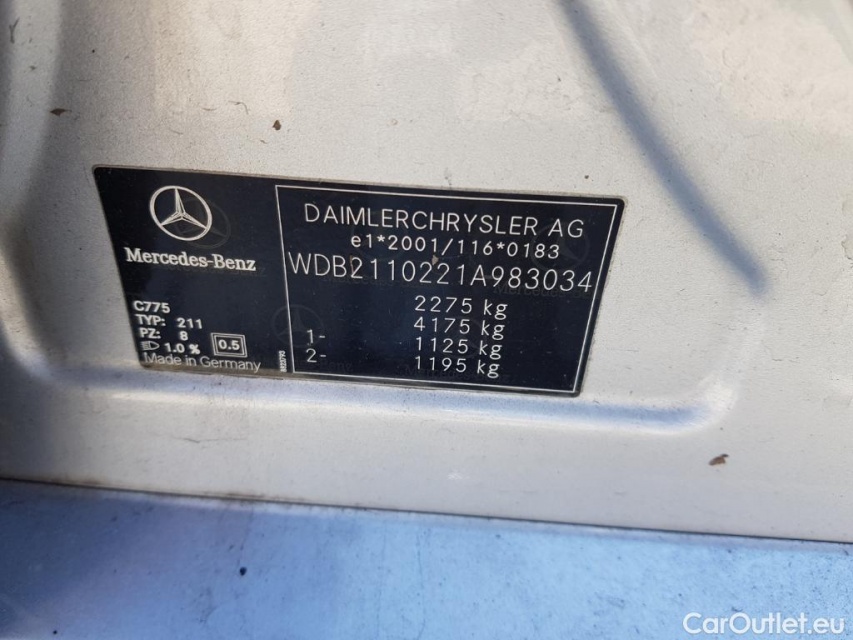 Mercedes-Benz
C775
TYP: 211
PZ: 8
1.0 % 0.5
Made in Germany
DAIMLERCHRYSLER AG
e1*2001/116*0183
WDB2110221A983034
2275 kg
4175 kg
1- 1125 kg
2- 1195 kg
CarOutlet.eu